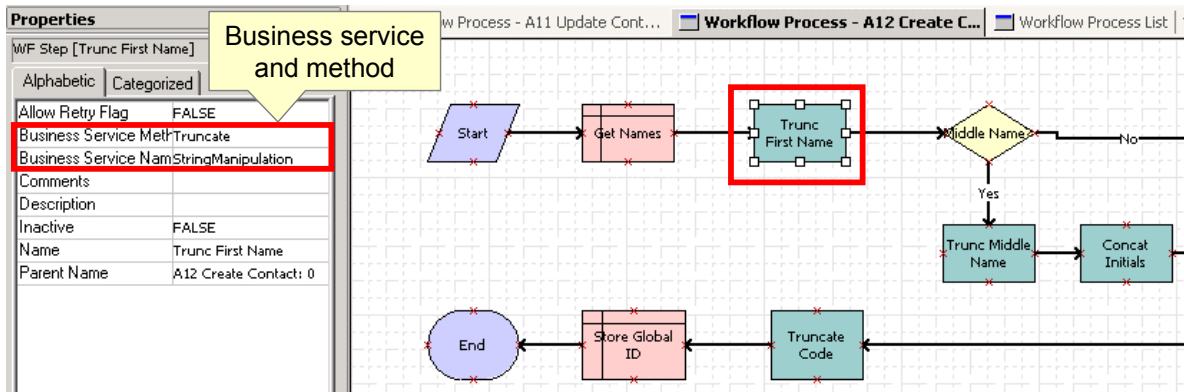 Properties
WF Step [Trunc First Name]
Alphabetic Categorized
Business service
and method
Allow Retry Flag FALSE
Business Service Meth Truncate
Business Service Nam StringManipulation
Comments
Description
Inactive FALSE
Name Trunc First Name
Parent Name A12 Create Contact: 0
w Process - A11 Update Cont... Workflow Process - A12 Create C... Workflow Process List
Start
Get Names
Trunc
First Name
Middle Name?
No
Yes
Trunc Middle
Name
Concat
Initials
End
Store Global
ID
Truncate
Code